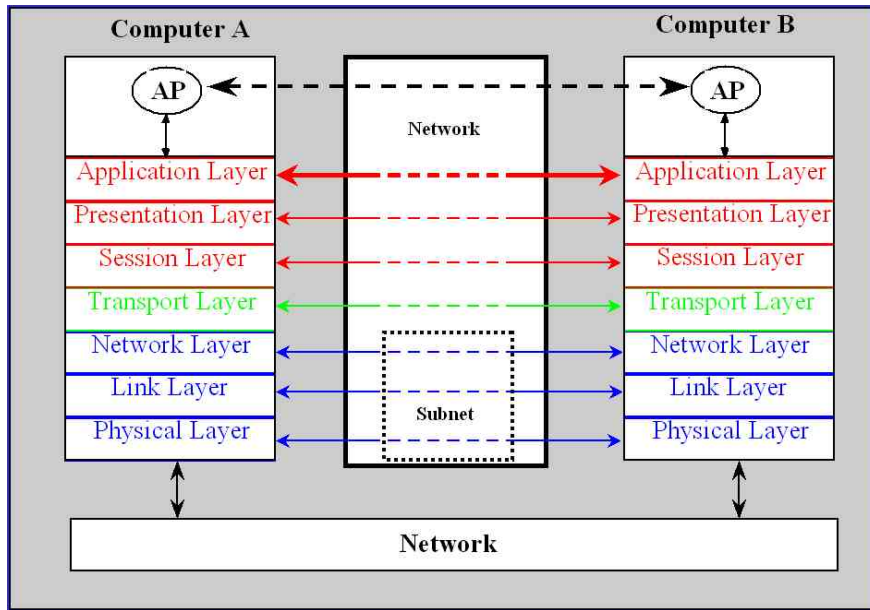 Computer A
Computer B
AP
AP
Network
Application Layer
Application Layer
Presentation Layer
Presentation Layer
Session Layer
Session Layer
Transport Layer
Transport Layer
Network Layer
Network Layer
Link Layer
Link Layer
Subnet
Physical Layer
Physical Layer
Network